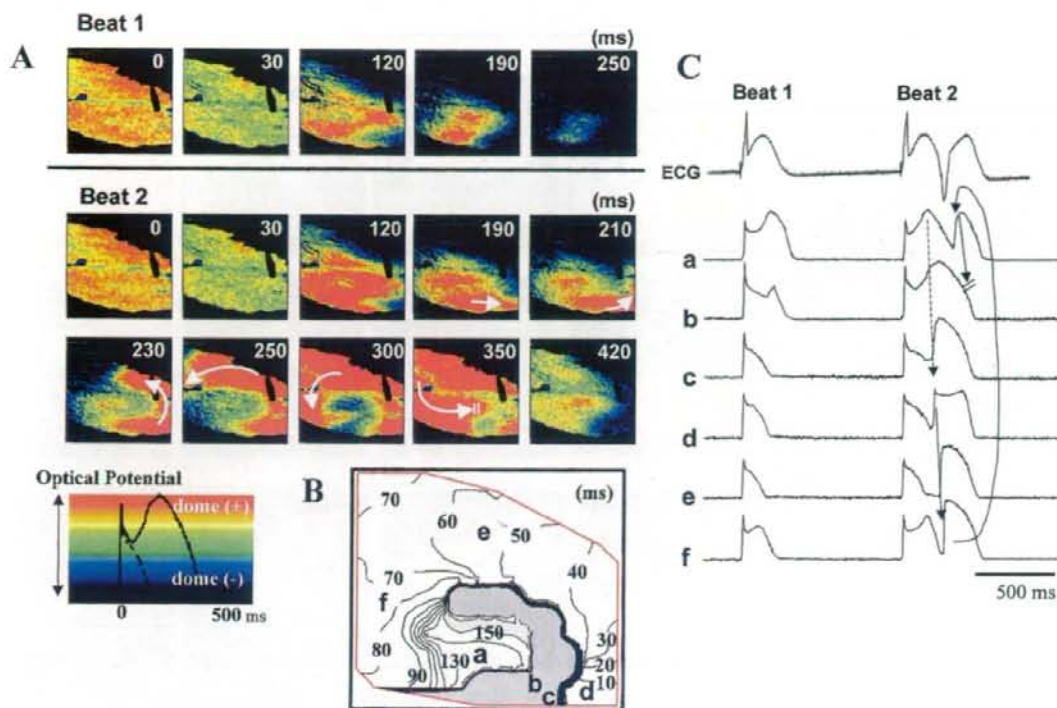 A
Beat 1
(ms)
0
30
120
190
250
Beat 2
(ms)
0
30
120
190
210
230
250
300
350
420
Optical Potential
dome (+)
dome (-)
0
500 ms
B
(ms)
70
60
50
e
40
70
f
80
90
130
150
a
b
c
d
30
20
10
C
Beat 1
Beat 2
ECG
a
b
c
d
e
f
500 ms